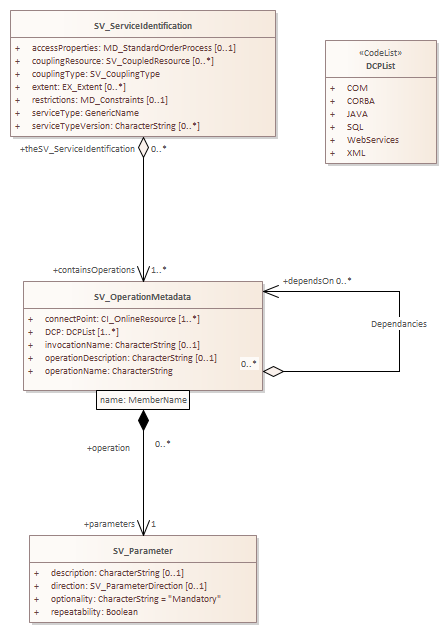 SV_ServiceIdentification
+ accessProperties: MD_StandardOrderProcess [0..1]
+ couplingResource: SV_CoupledResource [0..*]
+ couplingType: SV_CouplingType
+ extent: EX_Extent [0..*]
+ restrictions: MD_Constraints [0..1]
+ serviceType: GenericName
+ serviceTypeVersion: CharacterString [0..*]
«CodeList»
DCPList
+ COM
+ CORBA
+ JAVA
+ SQL
+ WebServices
+ XML
+theSV_ServiceIdentification 0..*
+containsOperations 1..*
SV_OperationMetadata
+ connectPoint: CI_OnlineResource [1..*]
+ DCP: DCPList [1..*]
+ invocationName: CharacterString [0..1]
+ operationDescription: CharacterString [0..1]
+ operationName: CharacterString
+dependsOn 0..*
Dependancies
0..*
name: MemberName
+operation 0..*
+parameters 1
SV_Parameter
+ description: CharacterString [0..1]
+ direction: SV_ParameterDirection [0..1]
+ optionality: CharacterString = "Mandatory"
+ repeatability: Boolean